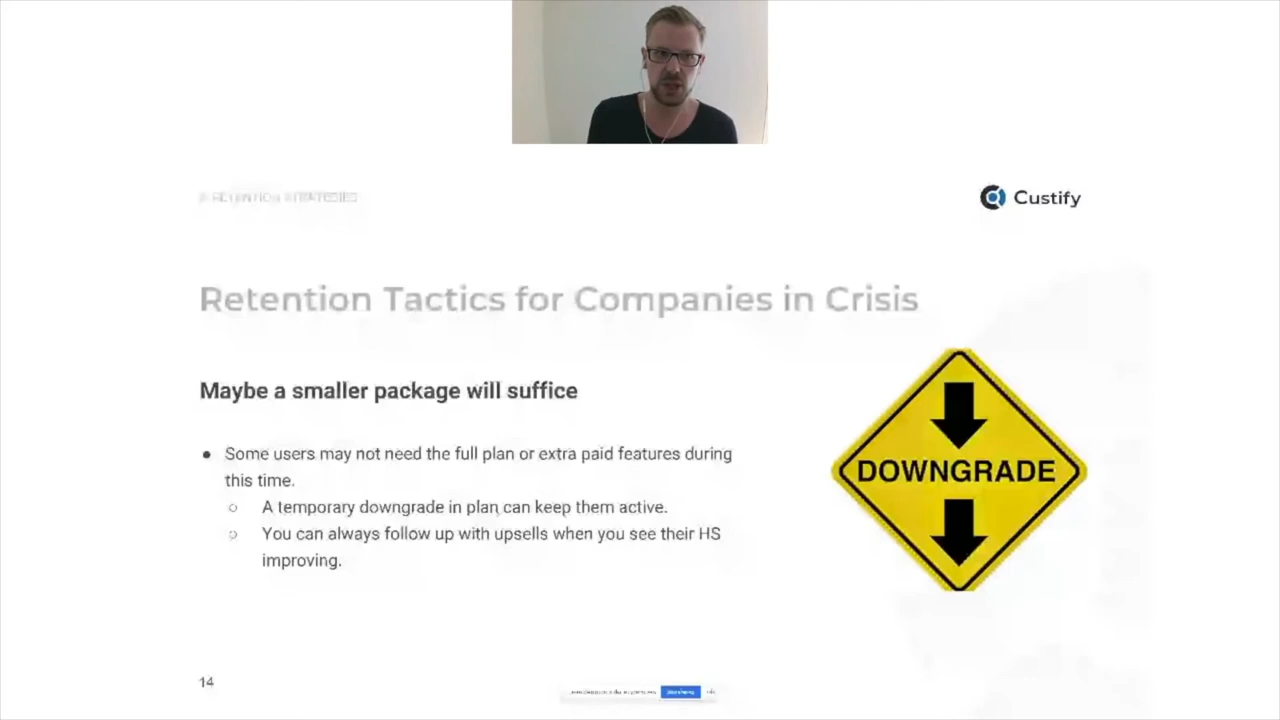 RETENTION STRATEGIES
Custify
Retention Tactics for Companies in Crisis
Maybe a smaller package will suffice
● Some users may not need the full plan or extra paid features during
this time.
○ A temporary downgrade in plan can keep them active.
○ You can always follow up with upsells when you see their HS
improving.
DOWNGRADE
14